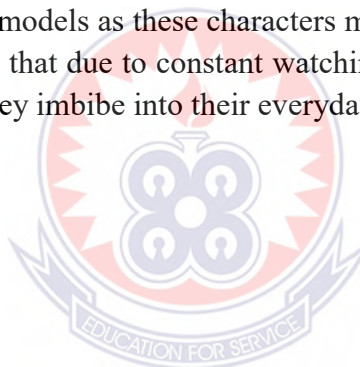 models as these characters m
that due to constant watchi
ey imbibe into their everyda
EDUCATION FOR SERVICE